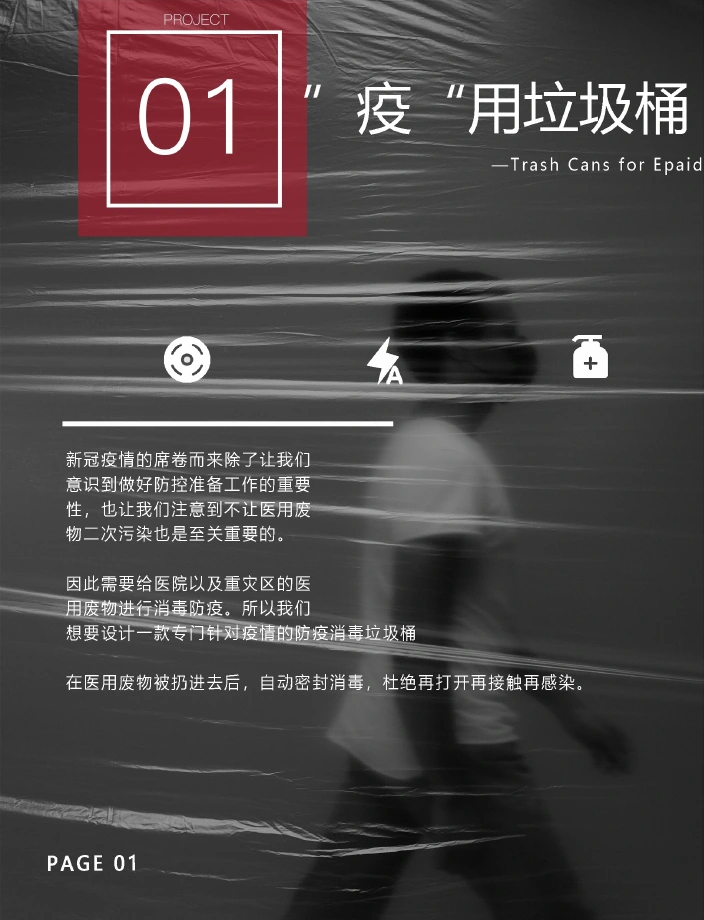 PROJECT
01
”疫“用垃圾桶
—Trash Cans for Epaid
A
新冠疫情的席卷而来除了让我们
意识到做好防控准备工作的重要
性，也让我们注意到不让医用废
物二次污染也是至关重要的。
因此需要给医院以及重灾区的医
用废物进行消毒防疫。所以我们
想要设计一款专门针对疫情的防疫消毒垃圾桶
在医用废物被扔进去后，自动密封消毒，杜绝再打开再接触再感染。
PAGE 01